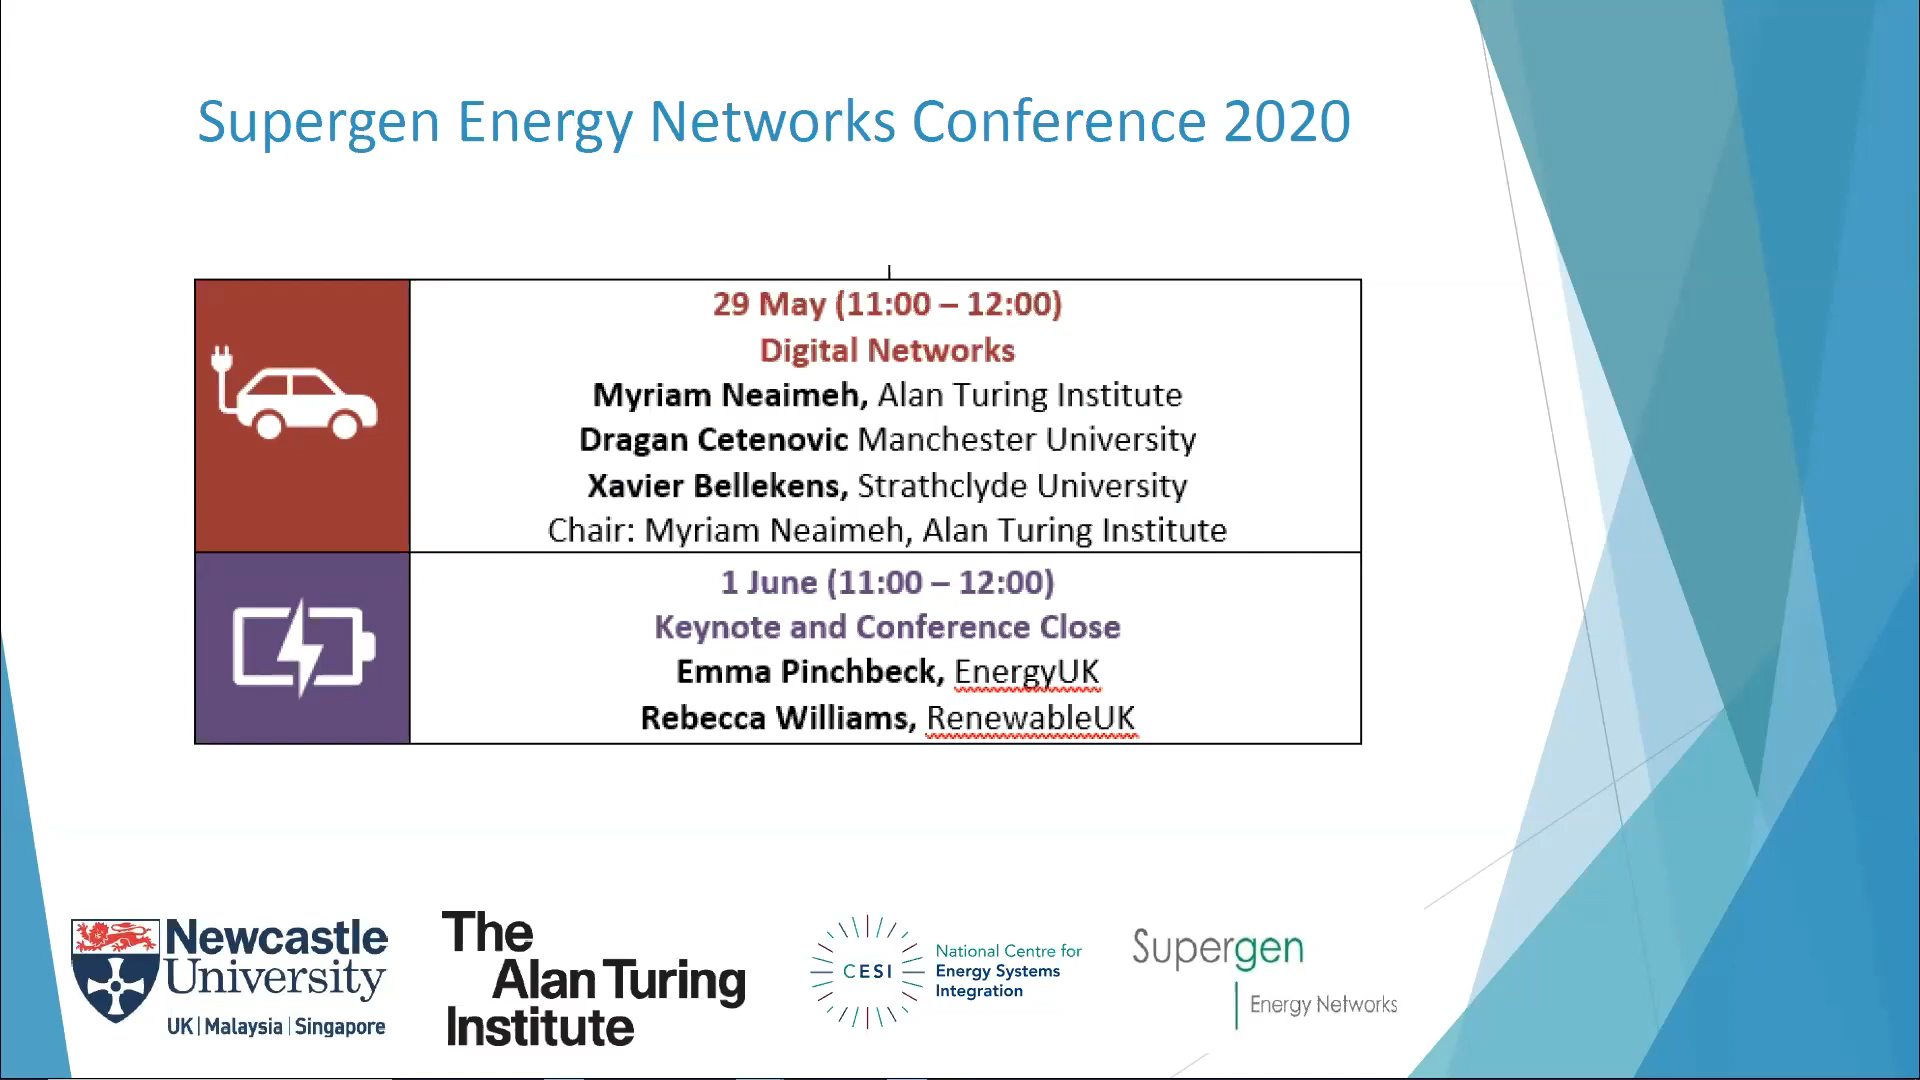 Supergen Energy Networks Conference 2020
29 May (11:00 – 12:00)
Digital Networks
Myriam Neaimeh, Alan Turing Institute
Dragan Cetenovic Manchester University
Xavier Bellekens, Strathclyde University
Chair: Myriam Neaimeh, Alan Turing Institute
1 June (11:00 – 12:00)
Keynote and Conference Close
Emma Pinchbeck, EnergyUK
Rebecca Williams, RenewableUK
Newcastle
University
UK | Malaysia | Singapore
The
Alan Turing
Institute
CESI
National Centre for
Energy Systems
Integration
Supergen
Energy Networks